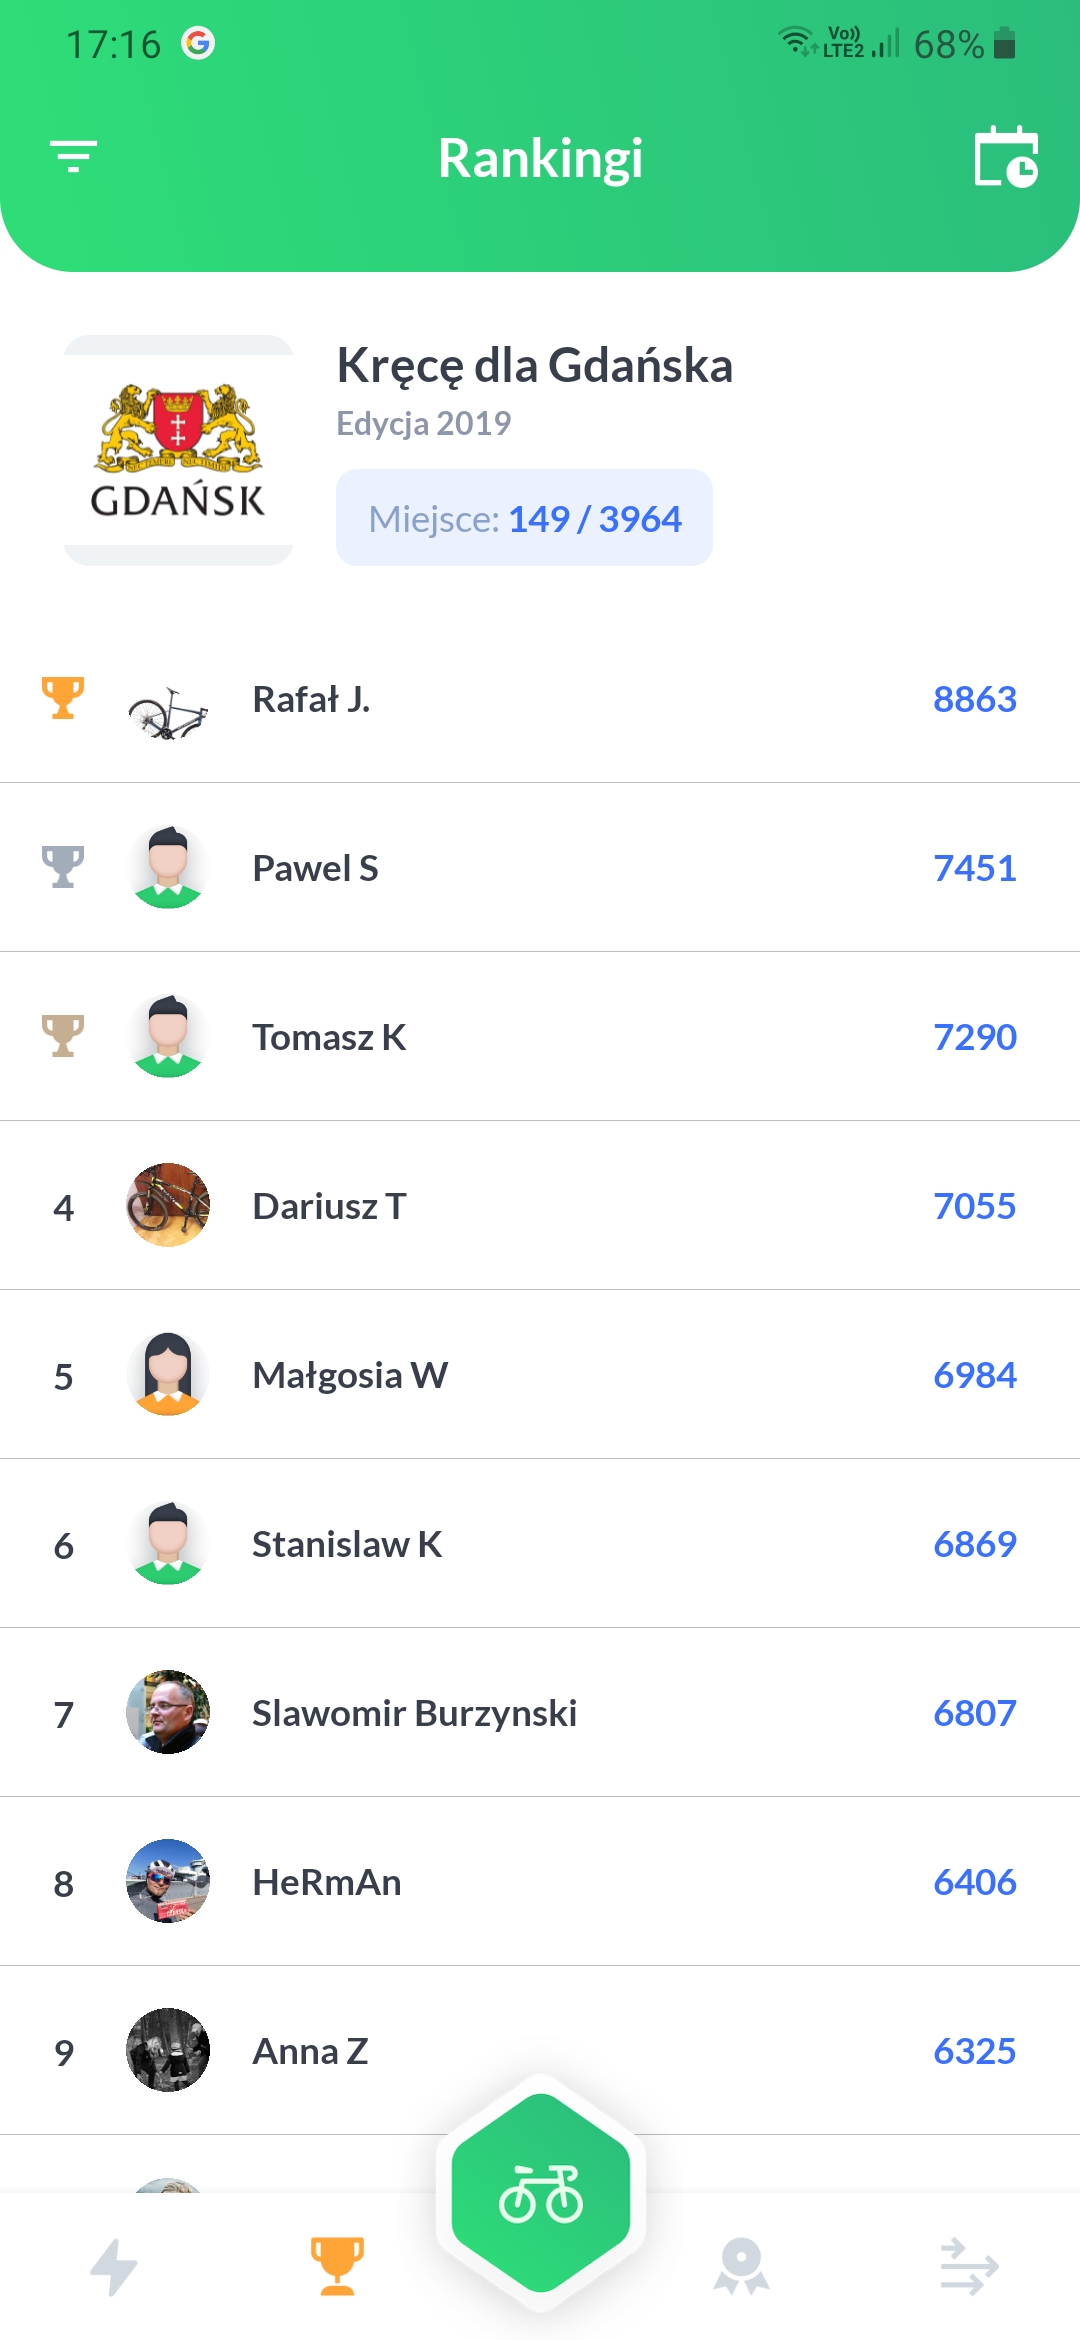 17:16
Vo))
LTE2
68%
Rankingi
GDAŃSK
Kręcę dla Gdańska
Edycja 2019
Miejsce: 149 / 3964
Rafał J. 8863
Pawel S 7451
Tomasz K 7290
4 Dariusz T 7055
5 Małgosia W 6984
6 Stanislaw K 6869
7 Slawomir Burzynski 6807
8 HeRmAn 6406
9 Anna Z 6325